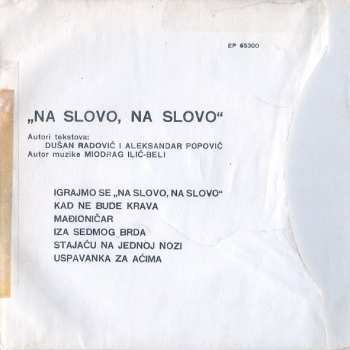 EP 65300
„NA SLOVO, NA SLOVO“
Autori tekstova:
DUŠAN RADOVIĆ I ALEKSANDAR POPOVIĆ
Autor muzike MIODRAG ILIĆ-BELI
IGRAJMO SE „NA SLOVO, NA SLOVO“
KAD NE BUDE KRAVA
MAĐIONIČAR
IZA SEDMOG BRDA
STAJAĆU NA JEDNOJ NOZI
USPAVANKA ZA AĆIMA